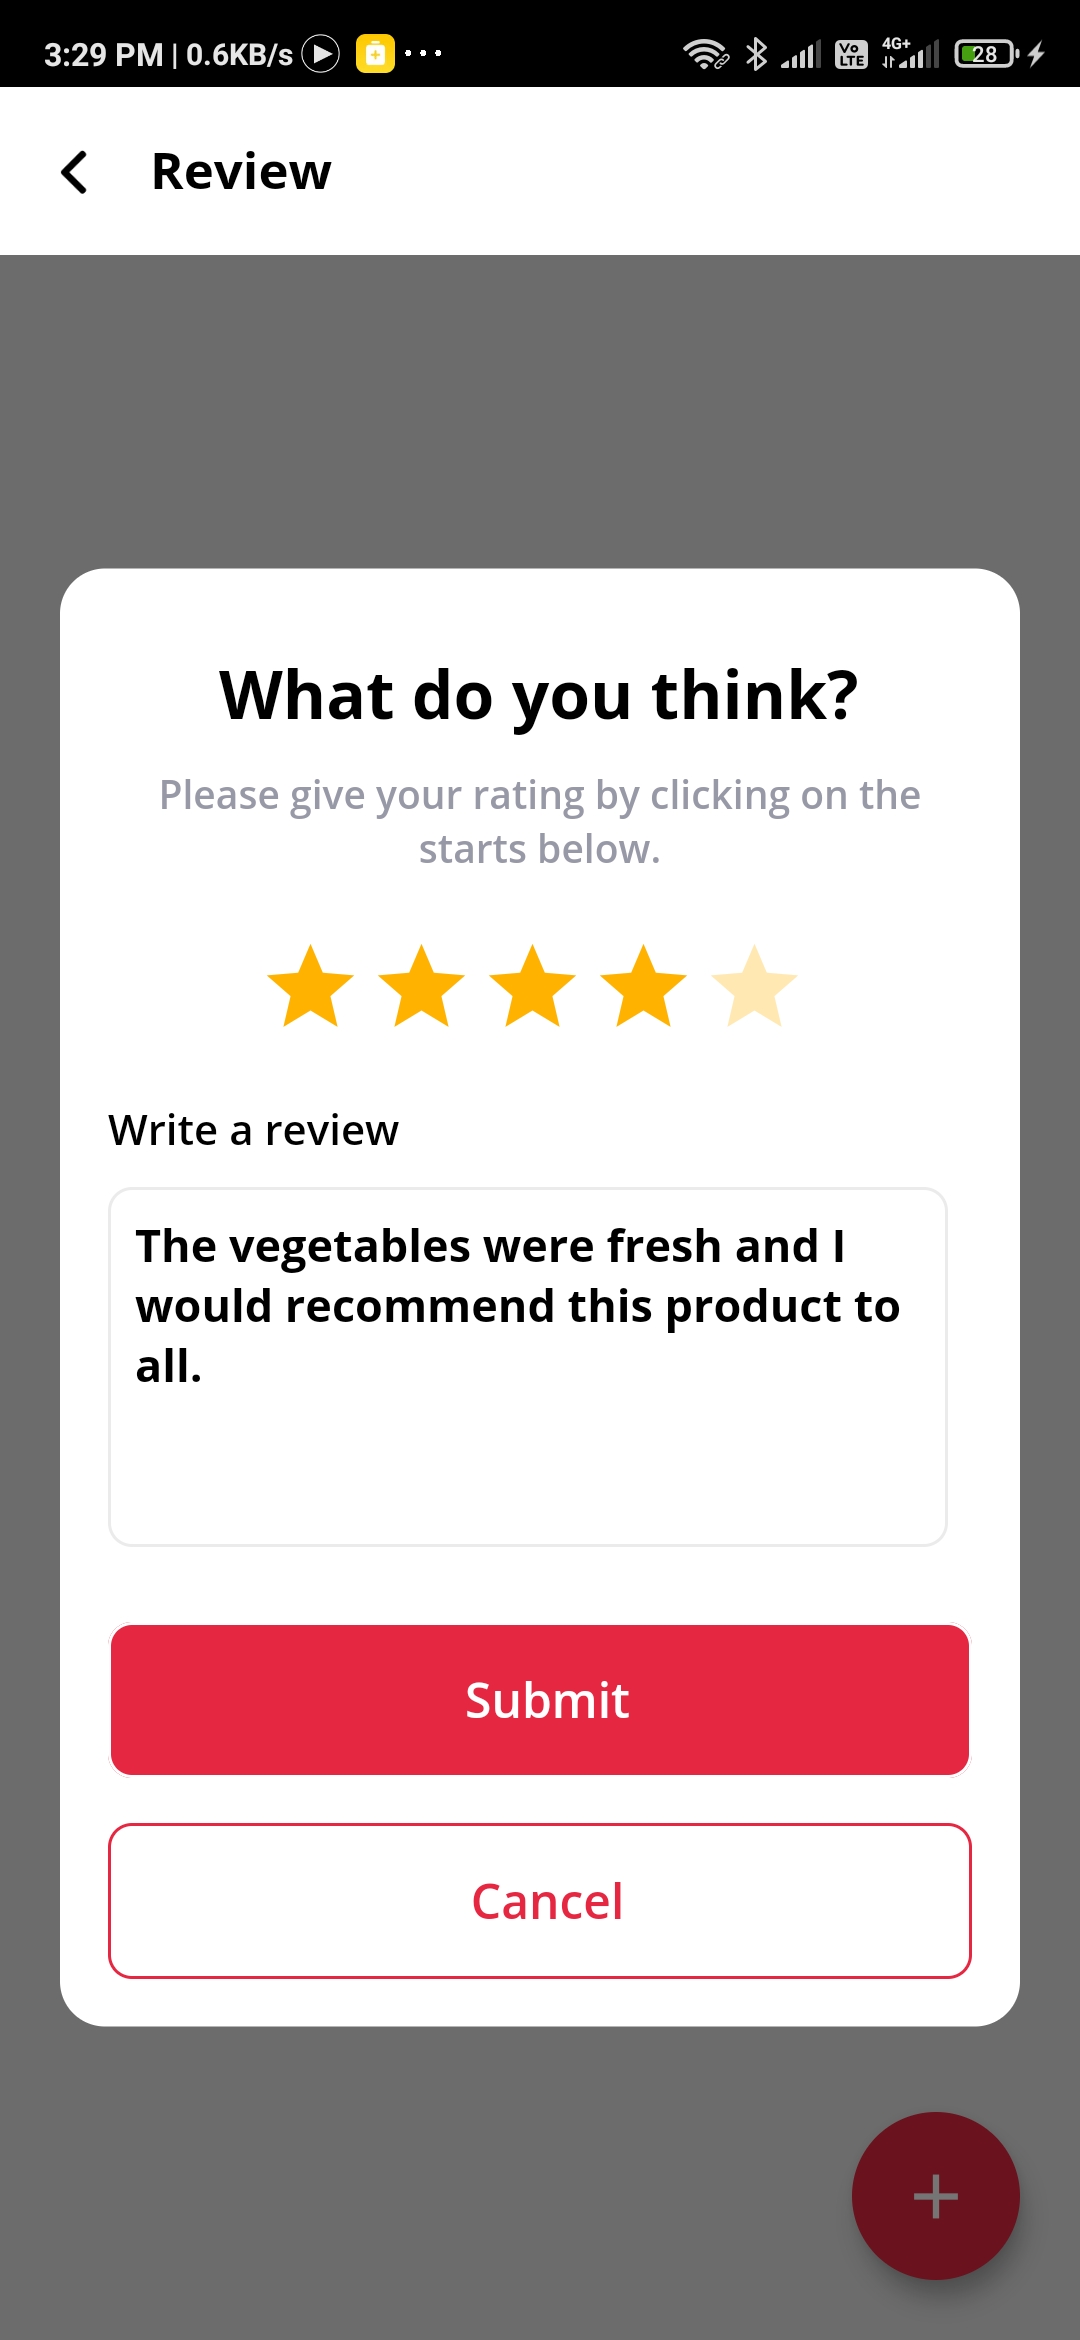 3:29 PM | 0.6KB/s
Vo LTE
4G+
28
Review
What do you think?
Please give your rating by clicking on the
starts below.
Write a review
The vegetables were fresh and I
would recommend this product to
all.
Submit
Cancel